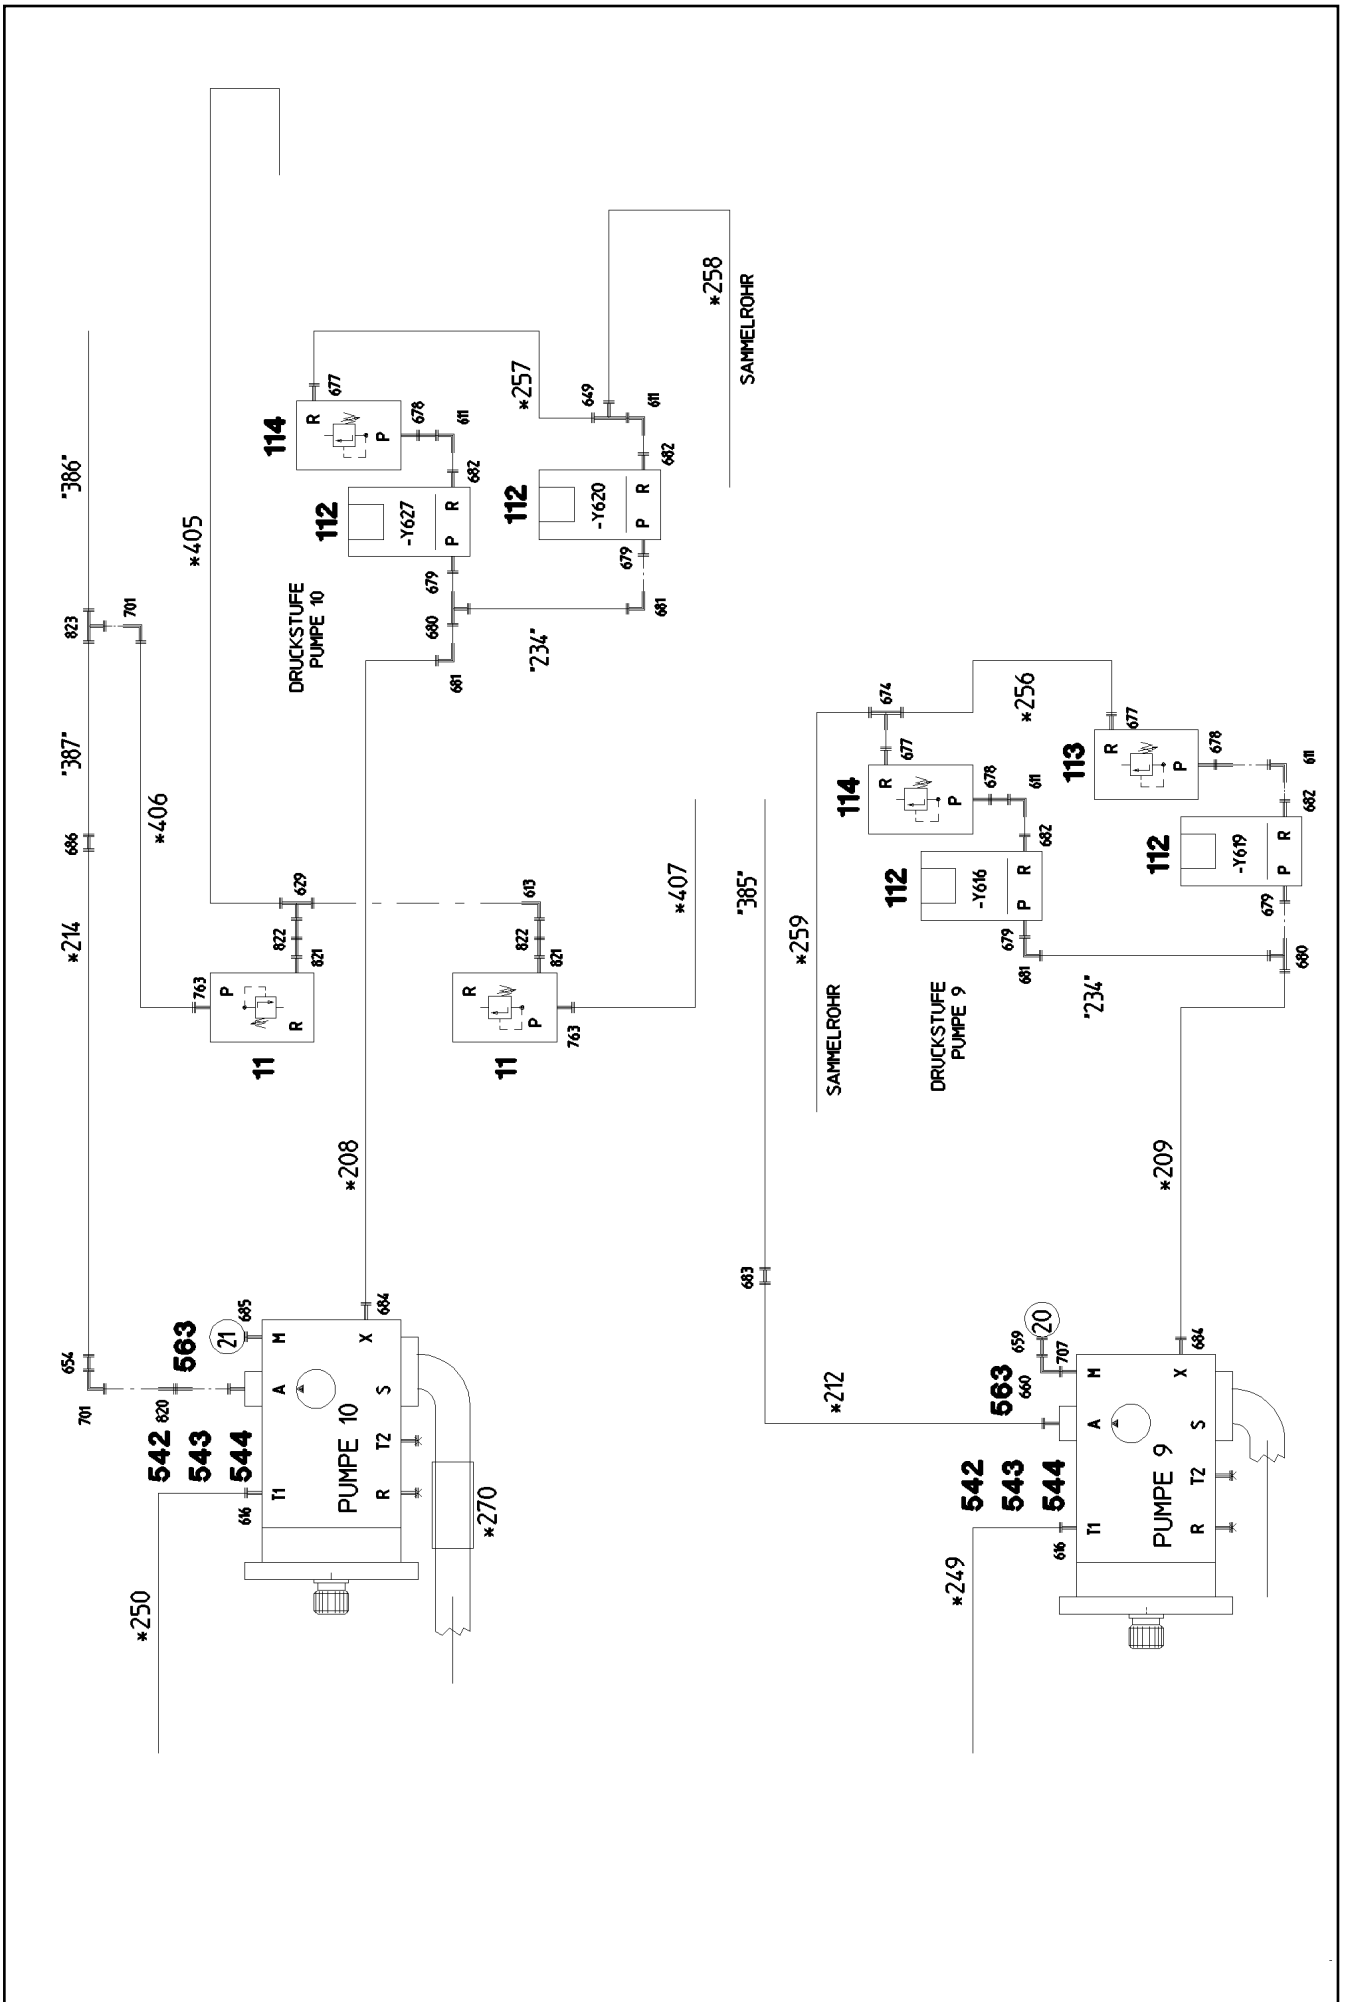 654
*214
686
"387"
823
"386"
701
*250
701
542
820
*406
563
543
763
*405
21
544
616
685
P
R
11
822
821
629
T1
A
M
114
R
677
P
678
611
DRUCKSTUFE
PUMPE 10
112
-Y627
P R
682
679
680
681
PUMPE 10
*208
R
T2
S
X
684
*270
11
R
P
822
821
613
763
"234"
*257
112
-Y620
P R
679
681
682
611
649
*407
*258
SAMMELROHR
683
"385"
*212
*259
SAMMELROHR
114
R
677
674
P
678
611
112
-Y616
P R
679
681
682
DRUCKSTUFE
PUMPE 9
*249
542
543
544
563
660
659
20
707
616
T1
A
M
*256
113
R
677
P
678
611
"234"
112
-Y619
P R
679
680
682
PUMPE 9
*209
R
T2
S
X
684